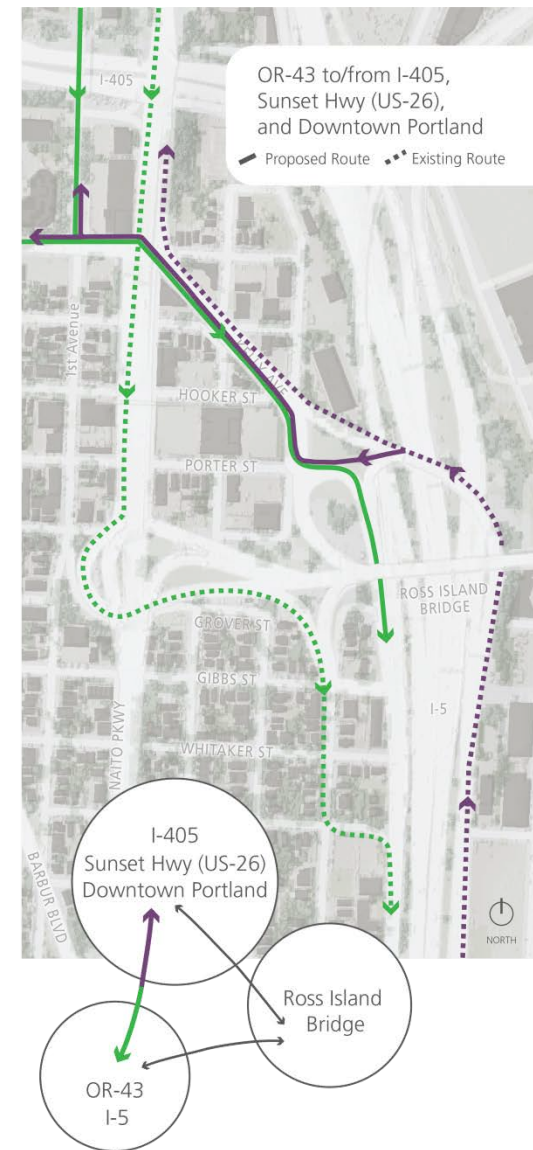 I-405
OR-43 to/from I-405,
Sunset Hwy (US-26),
and Downtown Portland
Proposed Route
Existing Route
1st Avenue
KELLY AVE
HOOKER ST
PORTER ST
ROSS ISLAND
BRIDGE
GROVER ST
GIBBS ST
I-5
WHITAKER ST
NAITO PKWY
BARBUR BLVD
NORTH
I-405
Sunset Hwy (US-26)
Downtown Portland
Ross Island
Bridge
OR-43
I-5